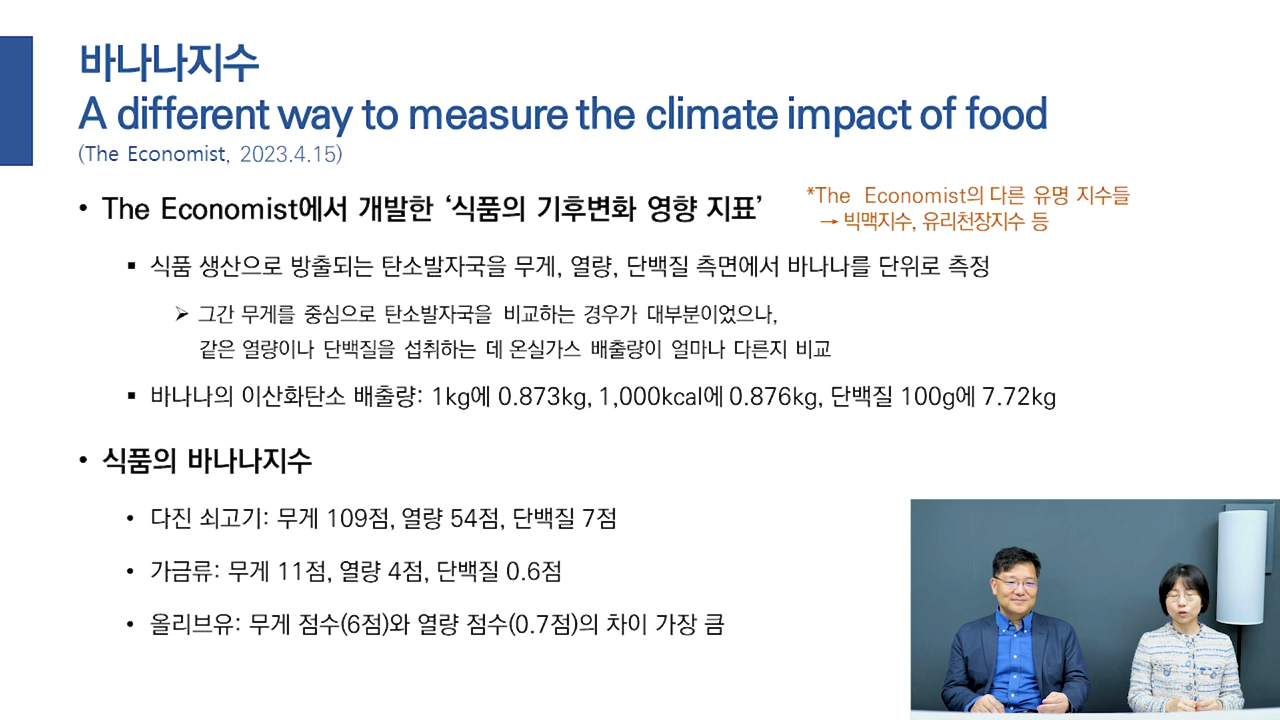 바나나지수
A different way to measure the climate impact of food
(The Economist, 2023.4.15)
• The Economist에서 개발한 ‘식품의 기후변화 영향 지표’
*The Economist의 다른 유명 지수들
→ 빅맥지수, 유리천장지수 등
▪ 식품 생산으로 방출되는 탄소발자국을 무게, 열량, 단백질 측면에서 바나나를 단위로 측정
➢ 그간 무게를 중심으로 탄소발자국을 비교하는 경우가 대부분이었으나,
같은 열량이나 단백질을 섭취하는 데 온실가스 배출량이 얼마나 다른지 비교
▪ 바나나의 이산화탄소 배출량: 1kg에 0.873kg, 1,000kcal에 0.876kg, 단백질 100g에 7.72kg
• 식품의 바나나지수
• 다진 쇠고기: 무게 109점, 열량 54점, 단백질 7점
• 가금류: 무게 11점, 열량 4점, 단백질 0.6점
• 올리브유: 무게 점수(6점)와 열량 점수(0.7점)의 차이 가장 큼